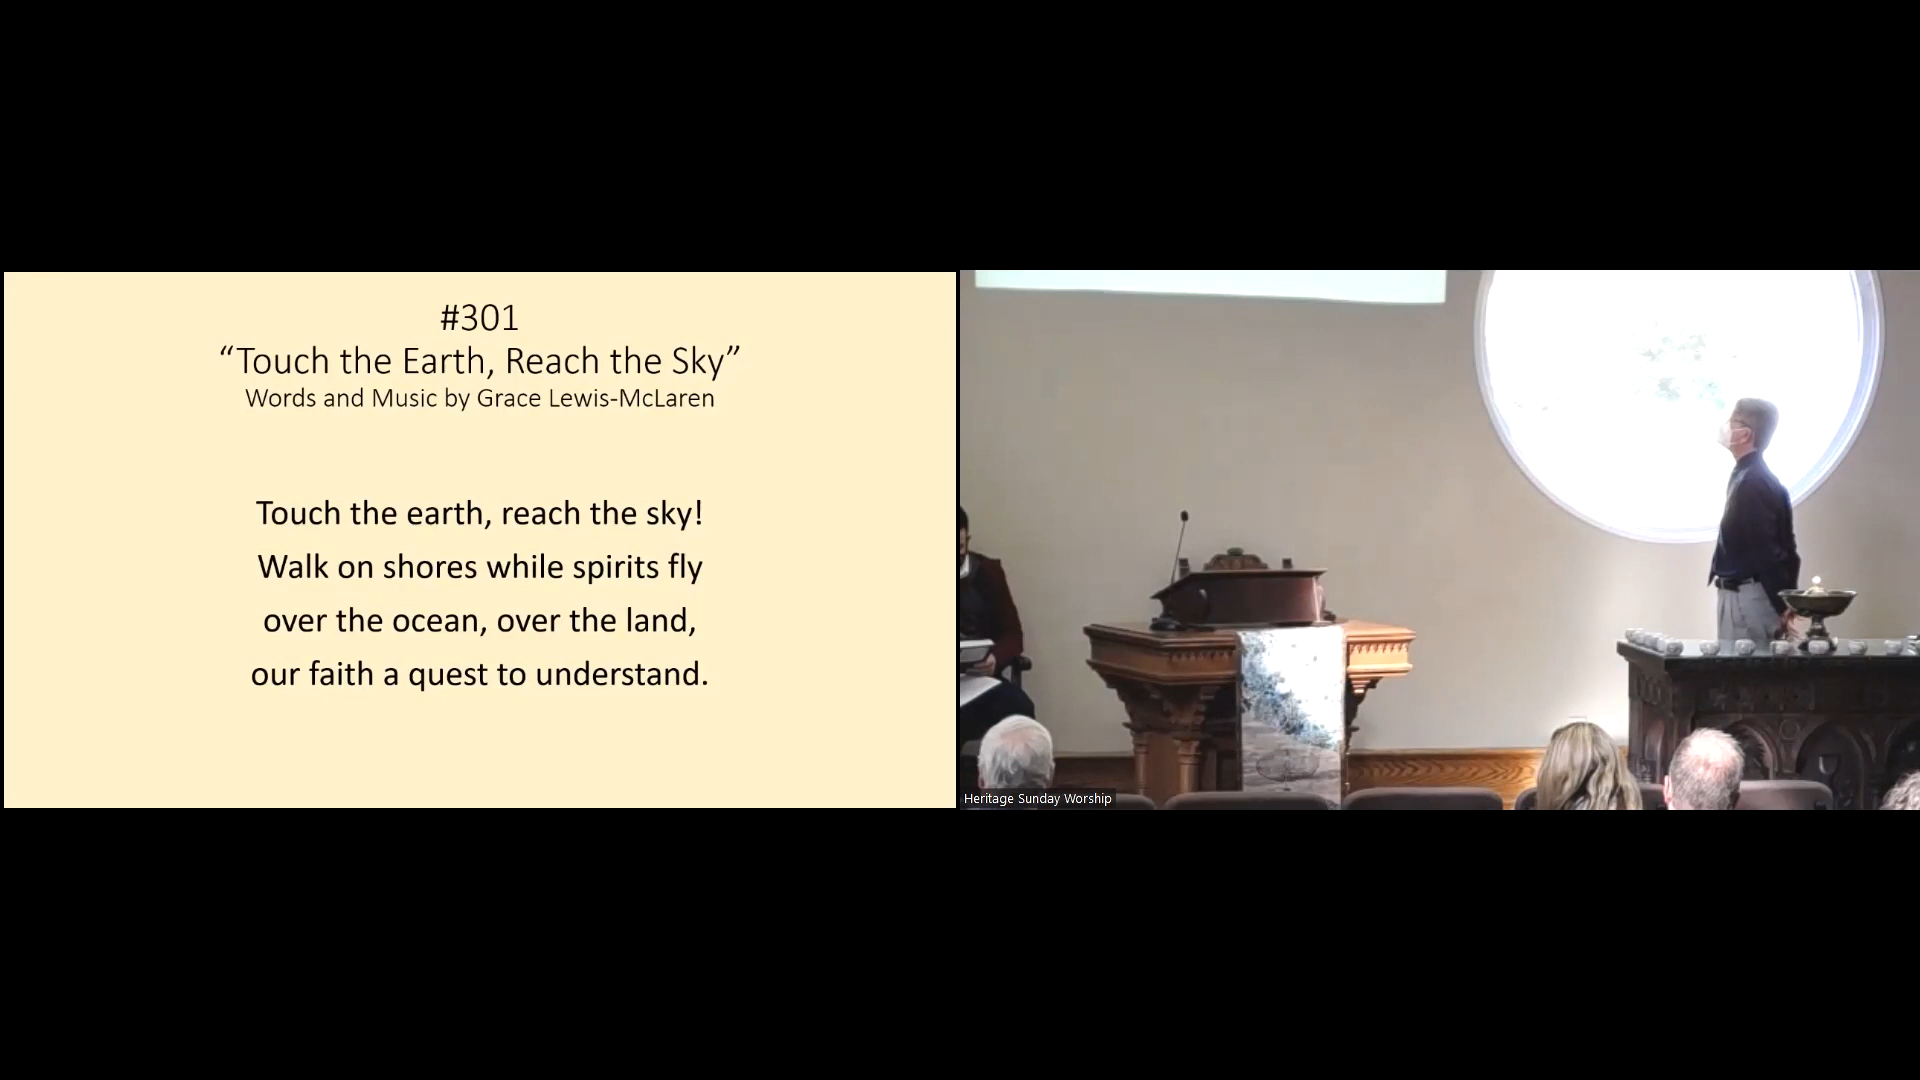 #301
“Touch the Earth, Reach the Sky”
Words and Music by Grace Lewis-McLaren
Touch the earth, reach the sky!
Walk on shores while spirits fly
over the ocean, over the land,
our faith a quest to understand.
Heritage Sunday Worship